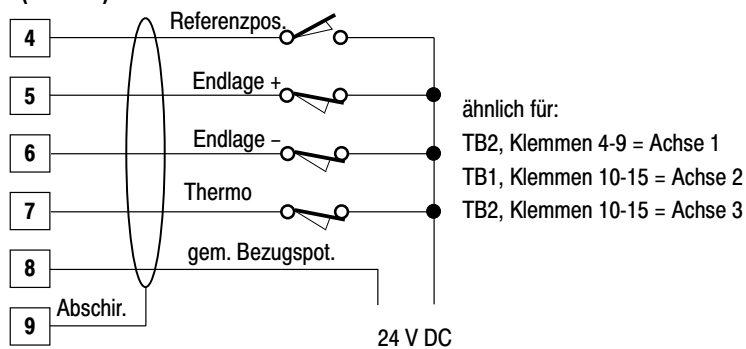 4 Referenzpos.
5 Endlage +
6 Endlage –
7 Thermo
8 gem. Bezugspot.
9 Abschir.
24 V DC
ähnlich für:
TB2, Klemmen 4-9 = Achse 1
TB1, Klemmen 10-15 = Achse 2
TB2, Klemmen 10-15 = Achse 3